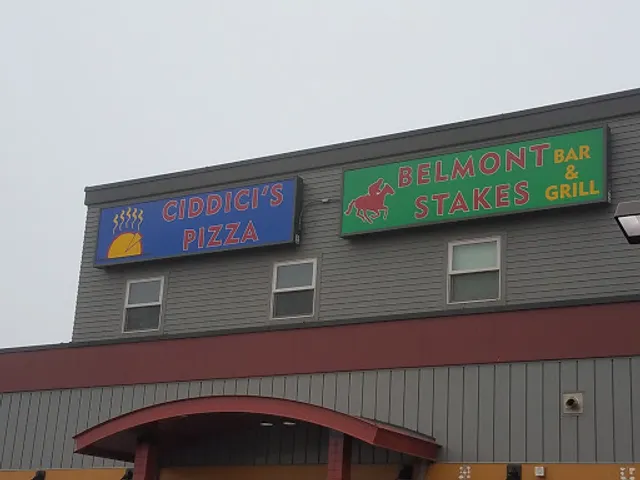 CIDDICI'S
PIZZA
BELMONT
STAKES
BAR
&
GRILL